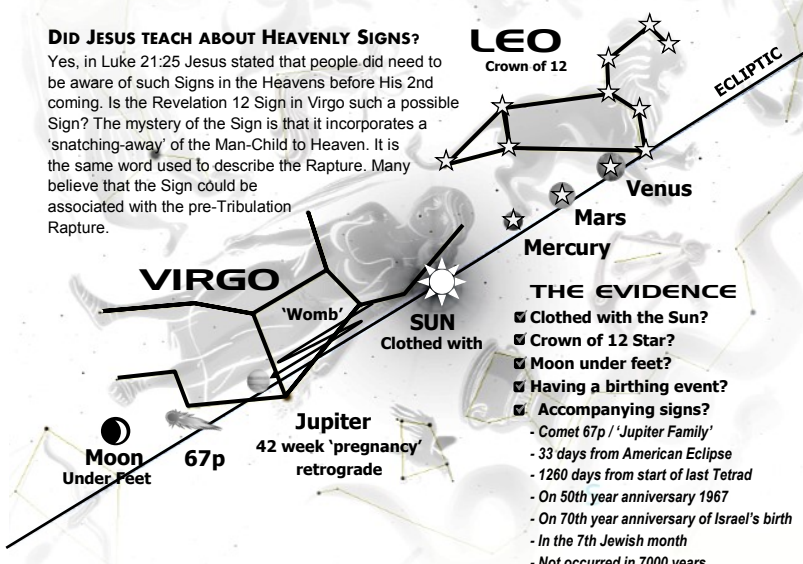 DID JESUS TEACH ABOUT HEAVENLY SIGNS?
Yes, in Luke 21:25 Jesus stated that people did need to
be aware of such Signs in the Heavens before His 2nd
coming. Is the Revelation 12 Sign in Virgo such a possible
Sign? The mystery of the Sign is that it incorporates a
‘snatching-away’ of the Man-Child to Heaven. It is
the same word used to describe the Rapture. Many
believe that the Sign could be
associated with the pre-Tribulation
Rapture.
LEO
Crown of 12
ECLIPTIC
Venus
Mars
Mercury
VIRGO
‘Womb’
SUN
Clothed with
Jupiter
42 week ‘pregnancy’
retrograde
Moon
Under Feet
67p
THE EVIDENCE
Clothed with the Sun?
Crown of 12 Star?
Moon under feet?
Having a birthing event?
Accompanying signs?
- Comet 67p / ‘Jupiter Family’
- 33 days from American Eclipse
- 1260 days from start of last Tetrad
- On 50th year anniversary 1967
- On 70th year anniversary of Israel’s birth
- In the 7th Jewish month
- Not occurred in 7000 years